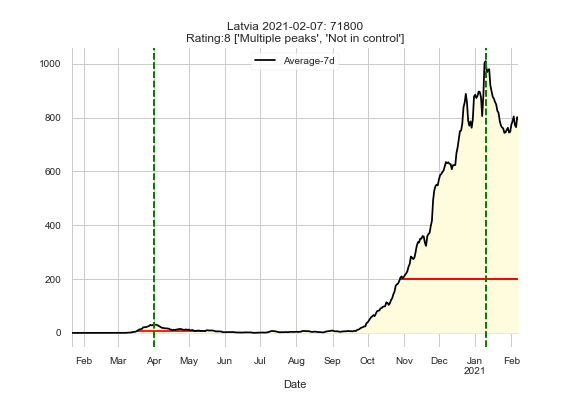 Latvia 2021-02-07: 71800
Rating:8 ['Multiple peaks', 'Not in control']
Average-7d
1000
800
600
400
200
0
Feb Mar Apr May Jun Jul Aug Sep Oct Nov Dec Jan Feb
2021
Date